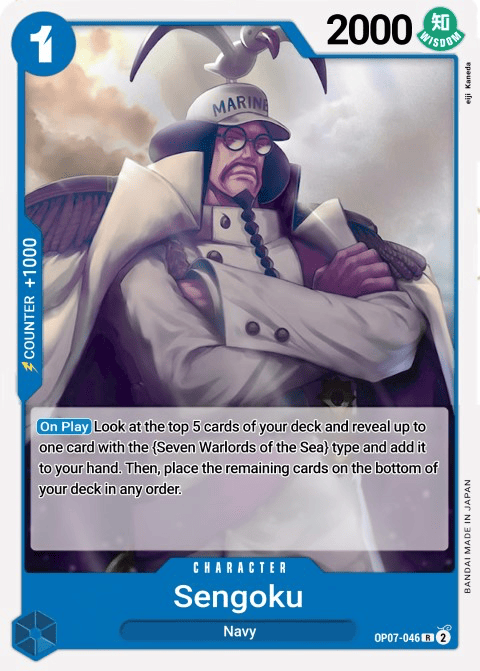 1
2000
知
WISDOM
eiji Kaneda
MARINE
COUNTER +1000
On Play Look at the top 5 cards of your deck and reveal up to
one card with the {Seven Warlords of the Sea} type and add it
to your hand. Then, place the remaining cards on the bottom of
your deck in any order.
BANDAI MADE IN JAPAN
CHARACTER
Sengoku
Navy
OP07-046 R 2